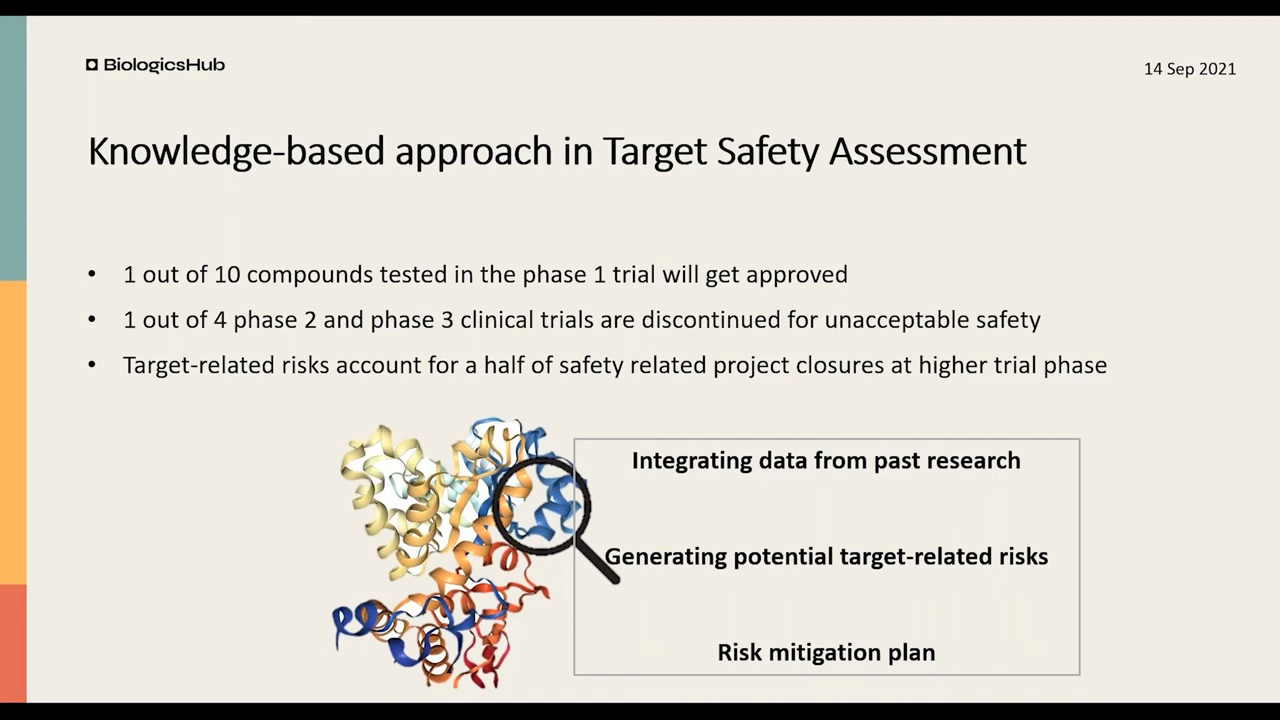 BiologicsHub
14 Sep 2021
Knowledge-based approach in Target Safety Assessment
• 1 out of 10 compounds tested in the phase 1 trial will get approved
• 1 out of 4 phase 2 and phase 3 clinical trials are discontinued for unacceptable safety
• Target-related risks account for a half of safety related project closures at higher trial phase
Integrating data from past research
Generating potential target-related risks
Risk mitigation plan